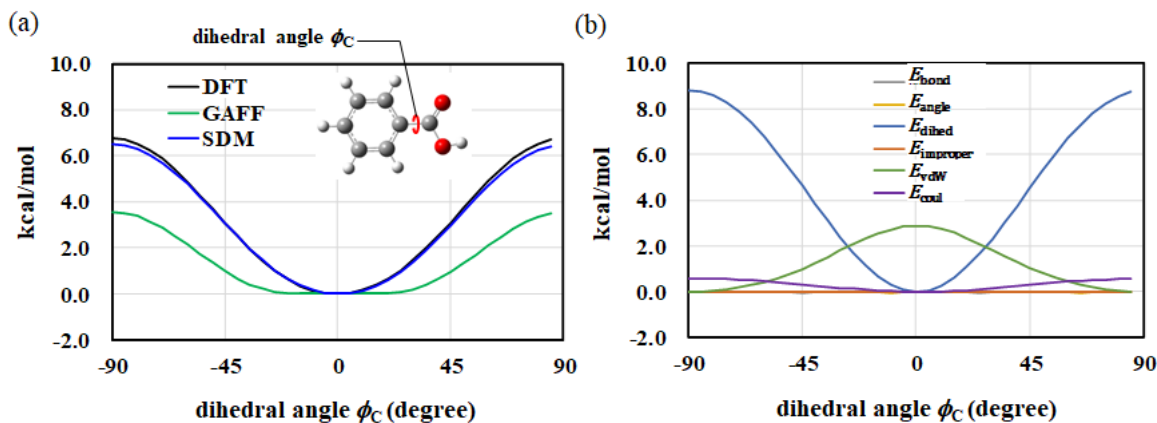 (a)
dihedral angle ϕC
10.0
8.0
6.0
4.0
2.0
0.0
-2.0
kcal/mol
DFT
GAFF
SDM
-90
-45
0
45
90
dihedral angle ϕC (degree)
(b)
10.0
8.0
6.0
4.0
2.0
0.0
-2.0
kcal/mol
Ebond
Eangle
Edihed
Eimproper
EvdW
Ecoul
-90
-45
0
45
90
dihedral angle ϕC (degree)